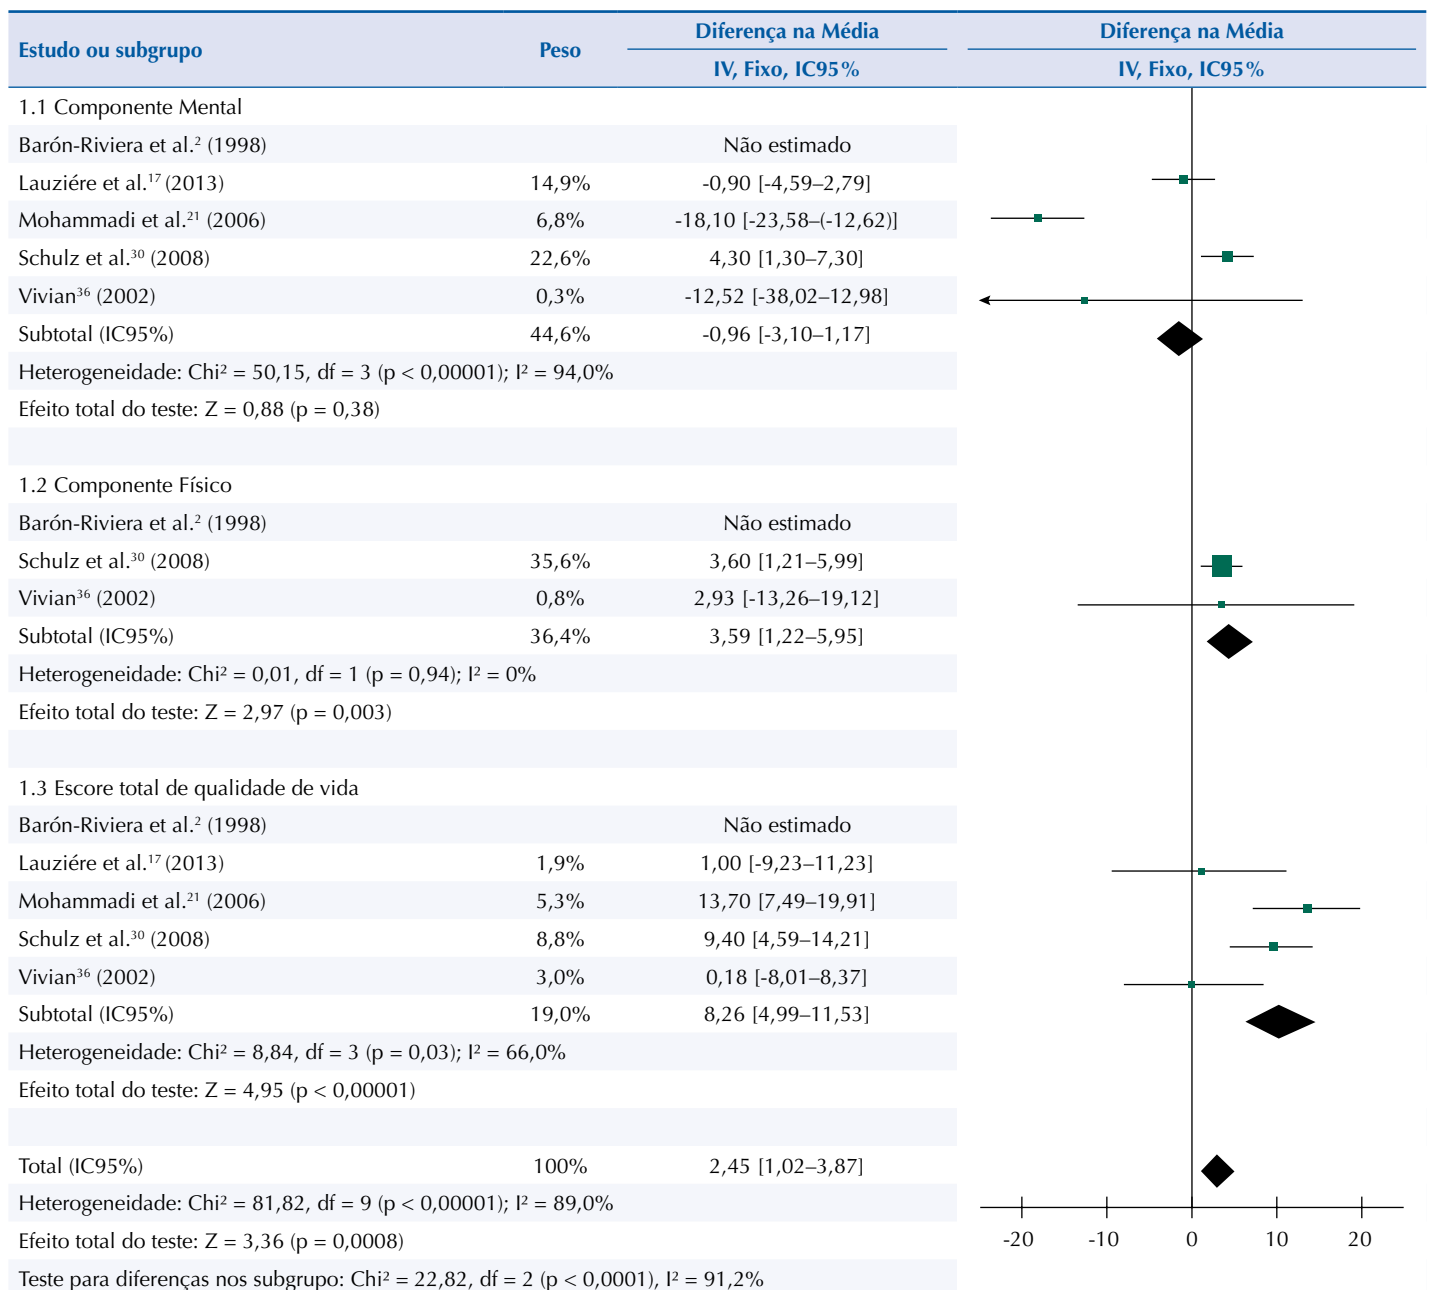 Estudo ou subgrupo Peso Diferença na Média Diferença na Média
IV, Fixo, IC95% IV, Fixo, IC95%
1.1 Componente Mental
Barón-Riviera et al.² (1998) Não estimado
Lauziére et al.¹⁷ (2013) 14,9% -0,90 [-4,59–2,79]
Mohammadi et al.²¹ (2006) 6,8% -18,10 [-23,58–(-12,62)]
Schulz et al.³⁰ (2008) 22,6% 4,30 [1,30–7,30]
Vivian³⁶ (2002) 0,3% -12,52 [-38,02–12,98]
Subtotal (IC95%) 44,6% -0,96 [-3,10–1,17]
Heterogeneidade: Chi² = 50,15, df = 3 (p < 0,00001); I² = 94,0%
Efeito total do teste: Z = 0,88 (p = 0,38)
1.2 Componente Físico
Barón-Riviera et al.² (1998) Não estimado
Schulz et al.³⁰ (2008) 35,6% 3,60 [1,21–5,99]
Vivian³⁶ (2002) 0,8% 2,93 [-13,26–19,12]
Subtotal (IC95%) 36,4% 3,59 [1,22–5,95]
Heterogeneidade: Chi² = 0,01, df = 1 (p = 0,94); I² = 0%
Efeito total do teste: Z = 2,97 (p = 0,003)
1.3 Escore total de qualidade de vida
Barón-Riviera et al.² (1998) Não estimado
Lauziére et al.¹⁷ (2013) 1,9% 1,00 [-9,23–11,23]
Mohammadi et al.²¹ (2006) 5,3% 13,70 [7,49–19,91]
Schulz et al.³⁰ (2008) 8,8% 9,40 [4,59–14,21]
Vivian³⁶ (2002) 3,0% 0,18 [-8,01–8,37]
Subtotal (IC95%) 19,0% 8,26 [4,99–11,53]
Heterogeneidade: Chi² = 8,84, df = 3 (p = 0,03); I² = 66,0%
Efeito total do teste: Z = 4,95 (p < 0,00001)
Total (IC95%) 100% 2,45 [1,02–3,87]
Heterogeneidade: Chi² = 81,82, df = 9 (p < 0,00001); I² = 89,0%
Efeito total do teste: Z = 3,36 (p = 0,0008)
-20 -10 0 10 20
Teste para diferenças nos subgrupo: Chi² = 22,82, df = 2 (p < 0,0001), I² = 91,2%